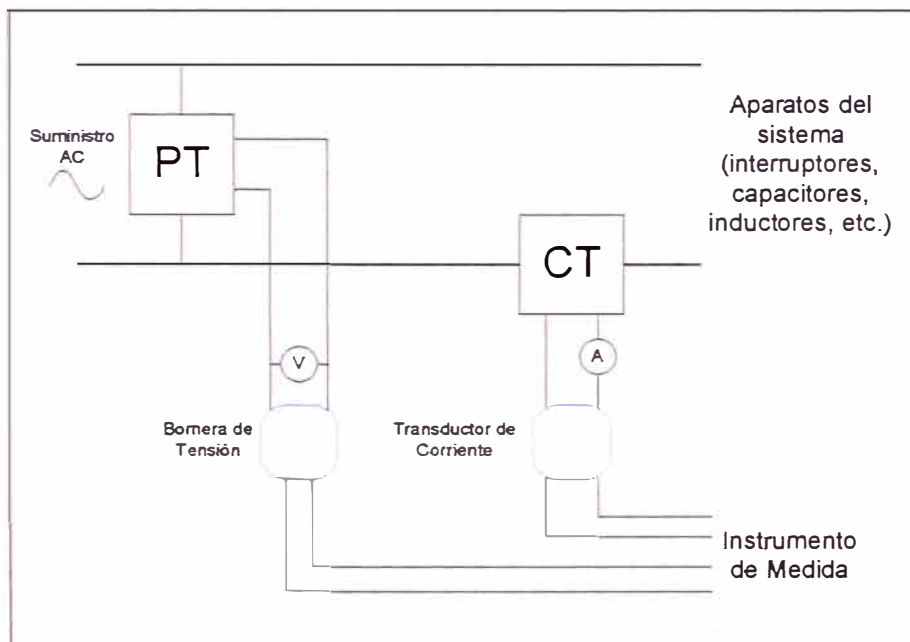 Suministro
AC
PT
Aparatos del
sistema
(interruptores,
capacitores,
inductores, etc.)
CT
V
A
Bornera de
Tensión
Transductor de
Corriente
Instrumento
de Medida